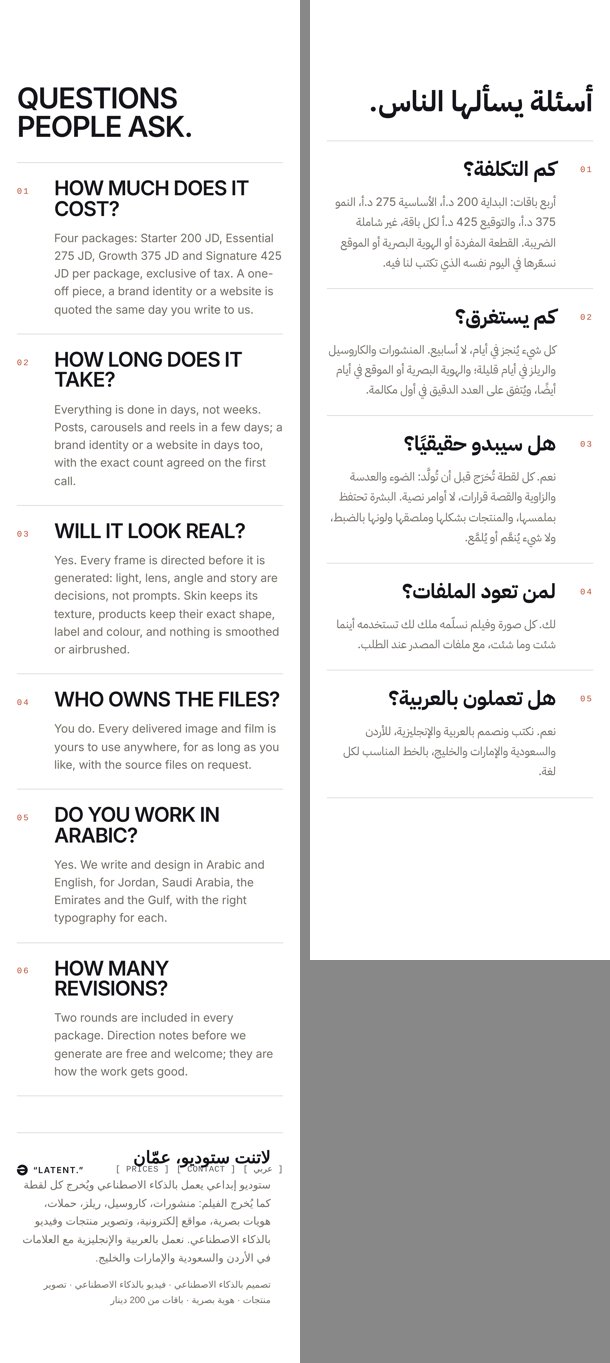 QUESTIONS
PEOPLE ASK.
01
HOW MUCH DOES IT
COST?
Four packages: Starter 200 JD, Essential
275 JD, Growth 375 JD and Signature 425
JD per package, exclusive of tax. A one-
off piece, a brand identity or a website is
quoted the same day you write to us.
02
HOW LONG DOES IT
TAKE?
Everything is done in days, not weeks.
Posts, carousels and reels in a few days; a
brand identity or a website in days too,
with the exact count agreed on the first
call.
03
WILL IT LOOK REAL?
Yes. Every frame is directed before it is
generated: light, lens, angle and story are
decisions, not prompts. Skin keeps its
texture, products keep their exact shape,
label and colour, and nothing is smoothed
or airbrushed.
04
WHO OWNS THE FILES?
You do. Every delivered image and film is
yours to use anywhere, for as long as you
like, with the source files on request.
05
DO YOU WORK IN
ARABIC?
Yes. We write and design in Arabic and
English, for Jordan, Saudi Arabia, the
Emirates and the Gulf, with the right
typography for each.
06
HOW MANY
REVISIONS?
Two rounds are included in every
package. Direction notes before we
generate are free and welcome; they are
how the work gets good.
لاتنت ستوديو، عمّان
"LATENT."
[ PRICES ] [ CONTACT ] [ عربي ]
ستوديو إبداعي يعمل بالذكاء الاصطناعي ويُخرج كل لقطة
كما يُخرج الفيلم: منشورات، كاروسيل، ريلز، حملات،
هويات بصرية، مواقع إلكترونية، وتصوير منتجات وفيديو
بالذكاء الاصطناعي. نعمل بالعربية والإنجليزية مع العلامات
في الأردن والسعودية والإمارات والخليج.
تصميم بالذكاء الاصطناعي · فيديو بالذكاء الاصطناعي · تصوير
منتجات · هوية بصرية · باقات من 200 دينار
أسئلة يسألها الناس.
01
كم التكلفة؟
أربع باقات: البداية 200 د.أ، الأساسية 275 د.أ، النمو
375 د.أ، والتوقيع 425 د.أ لكل باقة، غير شاملة
الضريبة. القطعة المفردة أو الهوية البصرية أو الموقع
نسعّرها في اليوم نفسه الذي تكتب لنا فيه.
02
كم يستغرق؟
كل شيء يُنجز في أيام، لا أسابيع. المنشورات والكاروسيل
والريلز في أيام قليلة؛ والهوية البصرية أو الموقع في أيام
أيضًا، ويُتفق على العدد الدقيق في أول مكالمة.
03
هل سيبدو حقيقيًا؟
نعم. كل لقطة تُخرَج قبل أن تُولَّد: الضوء والعدسة
والزاوية والقصة قرارات، لا أوامر نصية. البشرة تحتفظ
بملمسها، والمنتجات بشكلها وملصقها ولونها بالضبط،
ولا شيء يُنعَّم أو يُلمَّع.
04
لمن تعود الملفات؟
لك. كل صورة وفيلم نسلّمه ملك لك تستخدمه أينما
شئت وما شئت، مع ملفات المصدر عند الطلب.
05
هل تعملون بالعربية؟
نعم. نكتب ونصمم بالعربية والإنجليزية، للأردن
والسعودية والإمارات والخليج، بالخط المناسب لكل
لغة.